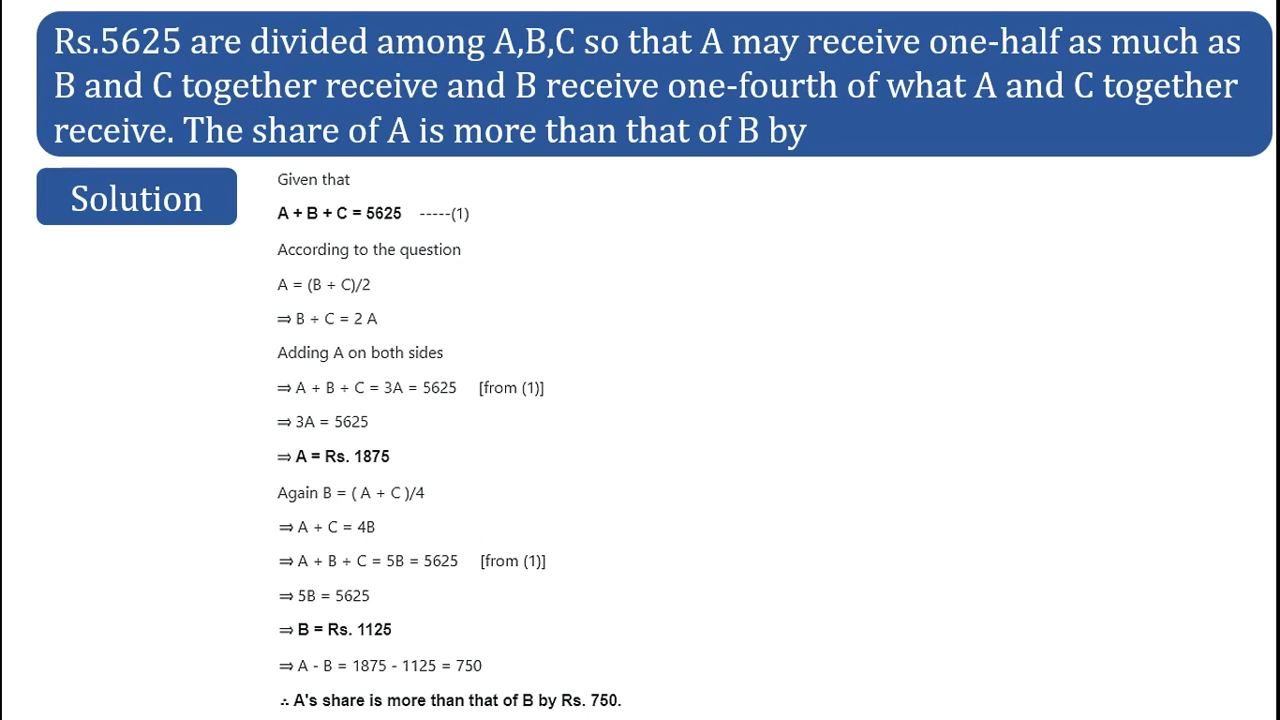 Rs.5625 are divided among A,B,C so that A may receive one-half as much as
B and C together receive and B receive one-fourth of what A and C together
receive. The share of A is more than that of B by
Solution
Given that
A + B + C = 5625 -----(1)
According to the question
A = (B + C)/2
⇒ B + C = 2 A
Adding A on both sides
⇒ A + B + C = 3A = 5625 [from (1)]
⇒ 3A = 5625
⇒ A = Rs. 1875
Again B = ( A + C )/4
⇒ A + C = 4B
⇒ A + B + C = 5B = 5625 [from (1)]
⇒ 5B = 5625
⇒ B = Rs. 1125
⇒ A - B = 1875 - 1125 = 750
∴ A's share is more than that of B by Rs. 750.